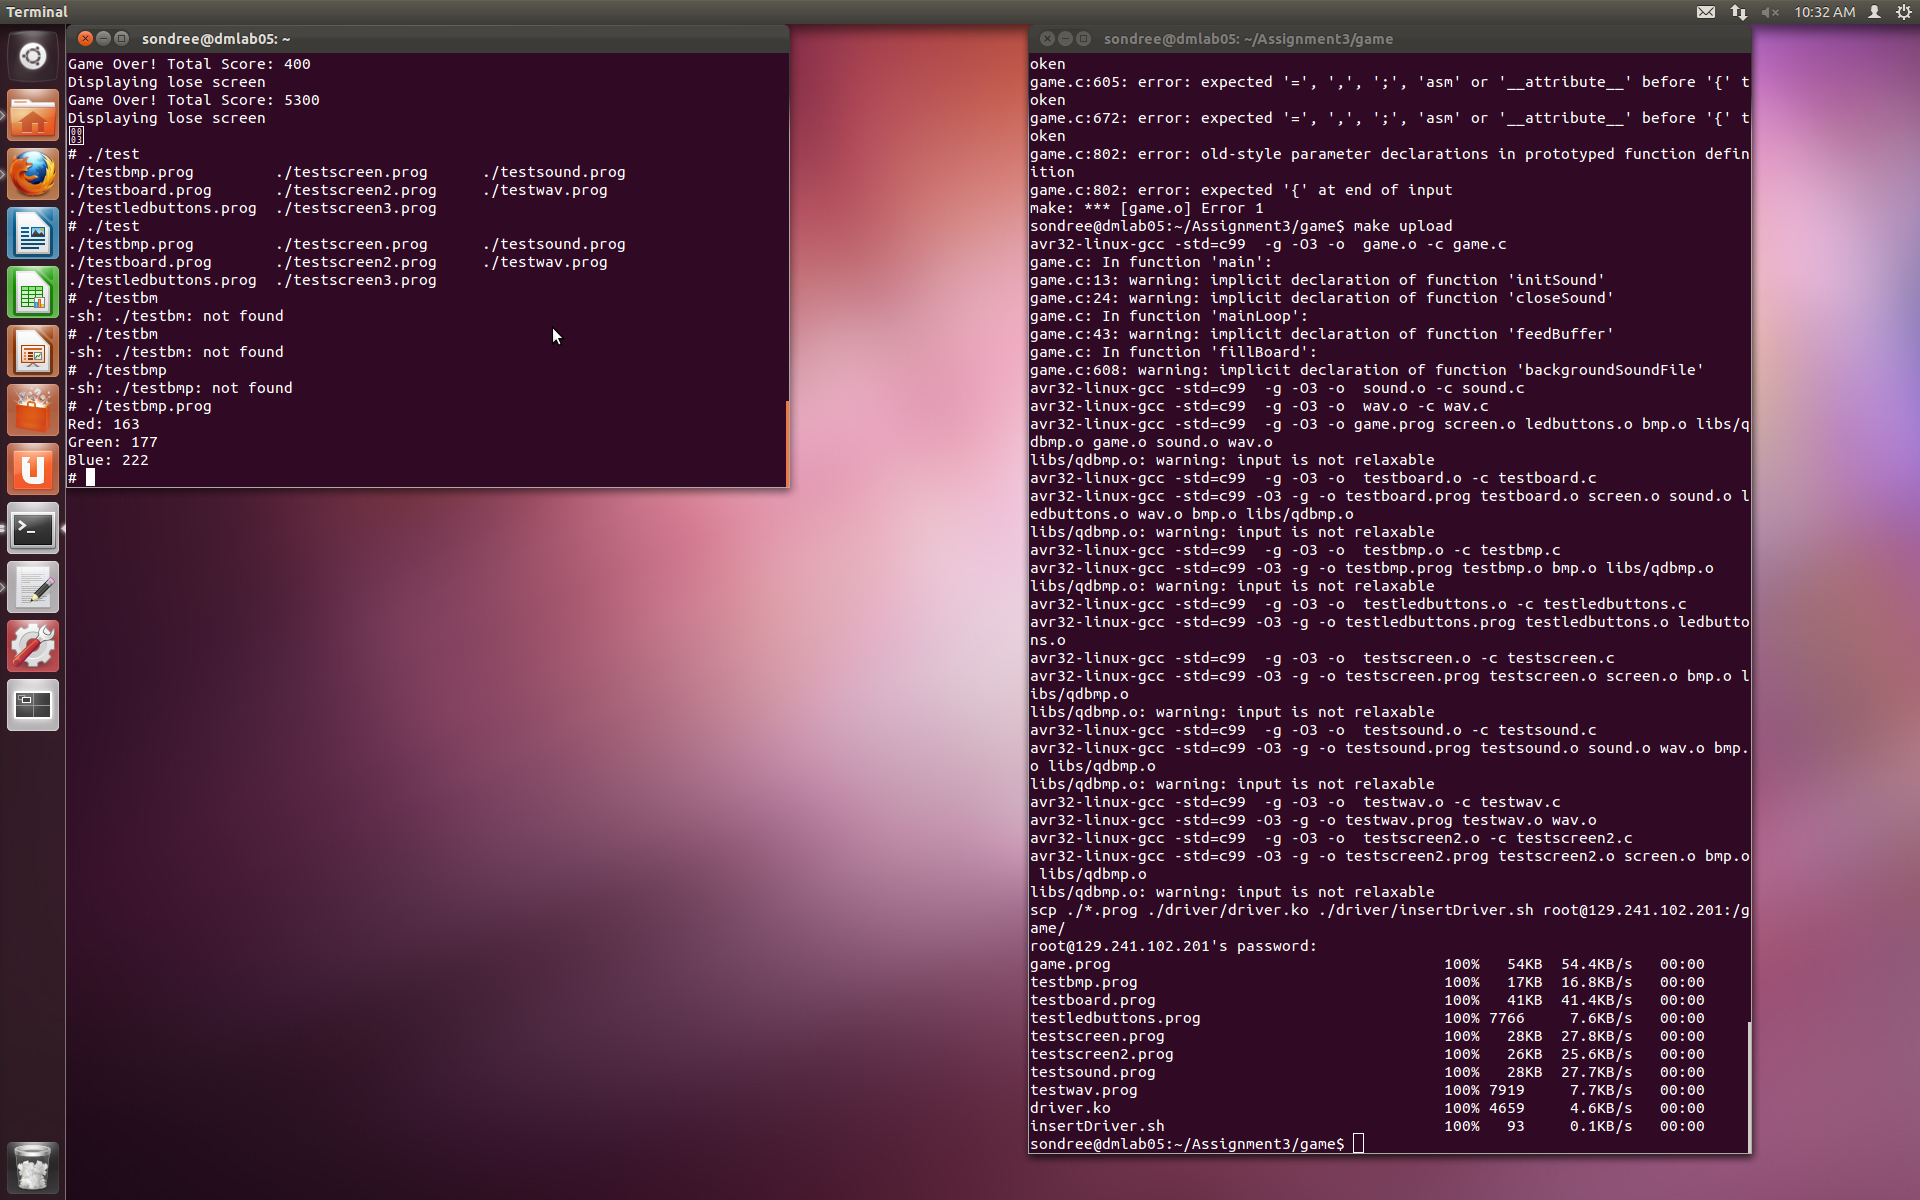 Terminal
10:32 AM
sondree@dmlab05: ~
Game Over! Total Score: 400
Displaying lose screen
Game Over! Total Score: 5300
Displaying lose screen
00
03
# ./test
./testbmp.prog ./testscreen.prog ./testsound.prog
./testboard.prog ./testscreen2.prog ./testwav.prog
./testledbuttons.prog ./testscreen3.prog
# ./test
./testbmp.prog ./testscreen.prog ./testsound.prog
./testboard.prog ./testscreen2.prog ./testwav.prog
./testledbuttons.prog ./testscreen3.prog
# ./testbm
-sh: ./testbm: not found
# ./testbm
-sh: ./testbm: not found
# ./testbmp
-sh: ./testbmp: not found
# ./testbmp.prog
Red: 163
Green: 177
Blue: 222
#
sondree@dmlab05: ~/Assignment3/game
oken
game.c:605: error: expected '=', ',', ';', 'asm' or '__attribute__' before '{' t
oken
game.c:672: error: expected '=', ',', ';', 'asm' or '__attribute__' before '{' t
oken
game.c:802: error: old-style parameter declarations in prototyped function defin
ition
game.c:802: error: expected '{' at end of input
make: *** [game.o] Error 1
sondree@dmlab05:~/Assignment3/game$ make upload
avr32-linux-gcc -std=c99  -g -O3 -o  game.o -c game.c
game.c: In function 'main':
game.c:13: warning: implicit declaration of function 'initSound'
game.c:24: warning: implicit declaration of function 'closeSound'
game.c: In function 'mainLoop':
game.c:43: warning: implicit declaration of function 'feedBuffer'
game.c: In function 'fillBoard':
game.c:608: warning: implicit declaration of function 'backgroundSoundFile'
avr32-linux-gcc -std=c99  -g -O3 -o  sound.o -c sound.c
avr32-linux-gcc -std=c99  -g -O3 -o  wav.o -c wav.c
avr32-linux-gcc -std=c99  -g -O3 -o game.prog screen.o ledbuttons.o bmp.o libs/q
dbmp.o game.o sound.o wav.o
libs/qdbmp.o: warning: input is not relaxable
avr32-linux-gcc -std=c99  -g -O3 -o  testboard.o -c testboard.c
avr32-linux-gcc -std=c99 -O3 -g -o testboard.prog testboard.o screen.o sound.o l
edbuttons.o wav.o bmp.o libs/qdbmp.o
libs/qdbmp.o: warning: input is not relaxable
avr32-linux-gcc -std=c99  -g -O3 -o  testbmp.o -c testbmp.c
avr32-linux-gcc -std=c99 -O3 -g -o testbmp.prog testbmp.o bmp.o libs/qdbmp.o
libs/qdbmp.o: warning: input is not relaxable
avr32-linux-gcc -std=c99  -g -O3 -o  testledbuttons.o -c testledbuttons.c
avr32-linux-gcc -std=c99 -O3 -g -o testledbuttons.prog testledbuttons.o ledbutto
ns.o
avr32-linux-gcc -std=c99  -g -O3 -o  testscreen.o -c testscreen.c
avr32-linux-gcc -std=c99 -O3 -g -o testscreen.prog testscreen.o screen.o bmp.o l
ibs/qdbmp.o
libs/qdbmp.o: warning: input is not relaxable
avr32-linux-gcc -std=c99  -g -O3 -o  testsound.o -c testsound.c
avr32-linux-gcc -std=c99 -O3 -g -o testsound.prog testsound.o sound.o wav.o bmp.
o libs/qdbmp.o
libs/qdbmp.o: warning: input is not relaxable
avr32-linux-gcc -std=c99  -g -O3 -o  testwav.o -c testwav.c
avr32-linux-gcc -std=c99 -O3 -g -o testwav.prog testwav.o wav.o
avr32-linux-gcc -std=c99  -g -O3 -o  testscreen2.o -c testscreen2.c
avr32-linux-gcc -std=c99 -O3 -g -o testscreen2.prog testscreen2.o screen.o bmp.o
 libs/qdbmp.o
libs/qdbmp.o: warning: input is not relaxable
scp ./*.prog ./driver/driver.ko ./driver/insertDriver.sh root@129.241.102.201:/g
ame/
root@129.241.102.201's password:
game.prog 100% 54KB 54.4KB/s 00:00
testbmp.prog 100% 17KB 16.8KB/s 00:00
testboard.prog 100% 41KB 41.4KB/s 00:00
testledbuttons.prog 100% 7766 7.6KB/s 00:00
testscreen.prog 100% 28KB 27.8KB/s 00:00
testscreen2.prog 100% 26KB 25.6KB/s 00:00
testsound.prog 100% 28KB 27.7KB/s 00:00
testwav.prog 100% 7919 7.7KB/s 00:00
driver.ko 100% 4659 4.6KB/s 00:00
insertDriver.sh 100% 93 0.1KB/s 00:00
sondree@dmlab05:~/Assignment3/game$